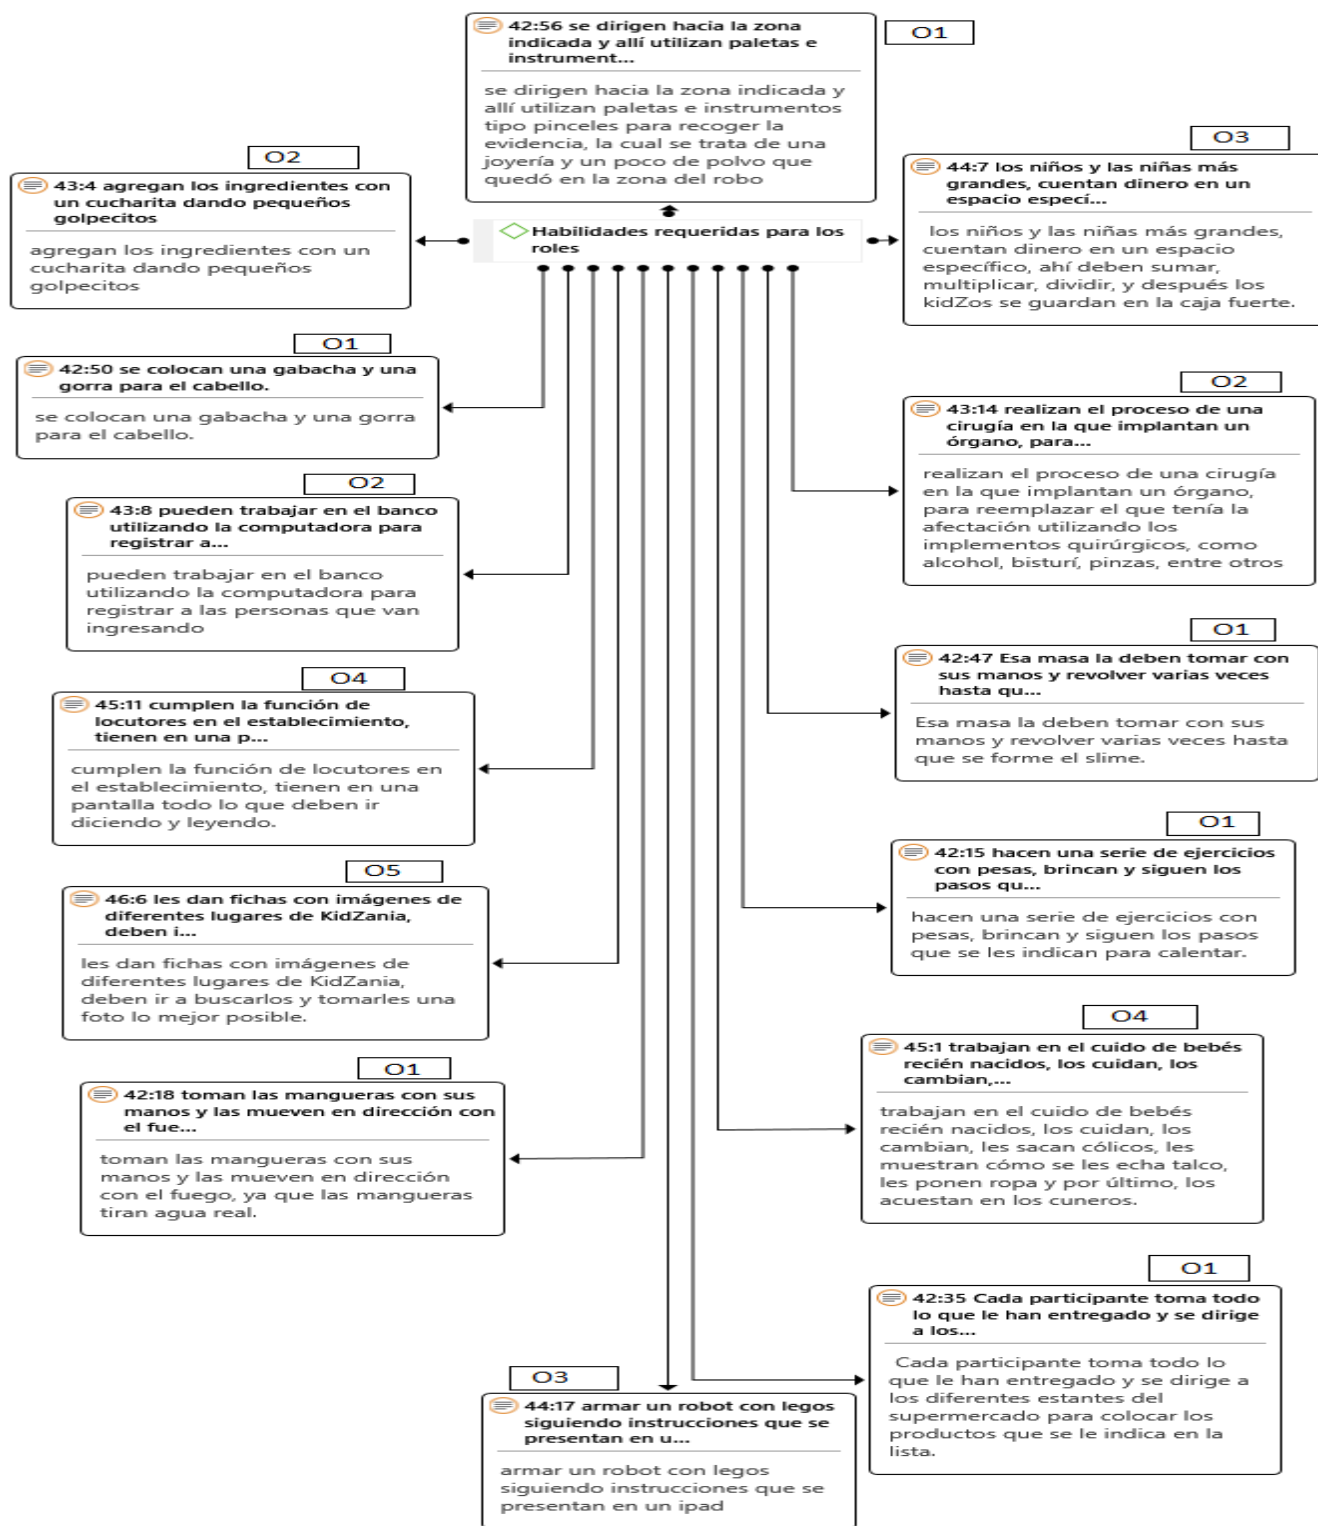 O1
42:56 se dirigen hacia la zona
indicada y allí utilizan paletas e
instrument...
se dirigen hacia la zona indicada y
allí utilizan paletas e instrumentos
tipo pinceles para recoger la
evidencia, la cual se trata de una
joyería y un poco de polvo que
quedó en la zona del robo
O2
43:4 agregan los ingredientes con
un cucharita dando pequeños
golpecitos
agregan los ingredientes con un
cucharita dando pequeños
golpecitos
Habilidades requeridas para los
roles
O3
44:7 los niños y las niñas más
grandes, cuentan dinero en un
espacio especí...
los niños y las niñas más grandes,
cuentan dinero en un espacio
específico, ahí deben sumar,
multiplicar, dividir, y después los
kidZos se guardan en la caja fuerte.
O1
42:50 se colocan una gabacha y una
gorra para el cabello.
se colocan una gabacha y una gorra
para el cabello.
O2
43:14 realizan el proceso de una
cirugía en la que implantan un
órgano, para...
realizan el proceso de una cirugía
en la que implantan un órgano,
para reemplazar el que tenía la
afectación utilizando los
implementos quirúrgicos, como
alcohol, bisturí, pinzas, entre otros
O2
43:8 pueden trabajar en el banco
utilizando la computadora para
registrar a...
pueden trabajar en el banco
utilizando la computadora para
registrar a las personas que van
ingresando
O1
42:47 Esa masa la deben tomar con
sus manos y revolver varias veces
hasta qu...
Esa masa la deben tomar con sus
manos y revolver varias veces hasta
que se forme el slime.
O4
45:11 cumplen la función de
locutores en el establecimiento,
tienen en una p...
cumplen la función de locutores en
el establecimiento, tienen en una
pantalla todo lo que deben ir
diciendo y leyendo.
O1
42:15 hacen una serie de ejercicios
con pesas, brincan y siguen los
pasos qu...
hacen una serie de ejercicios con
pesas, brincan y siguen los pasos
que se les indican para calentar.
O5
46:6 les dan fichas con imágenes de
diferentes lugares de KidZania,
deben i...
les dan fichas con imágenes de
diferentes lugares de KidZania,
deben ir a buscarlos y tomarles una
foto lo mejor posible.
O4
45:1 trabajan en el cuido de bebés
recién nacidos, los cuidan, los
cambian,...
trabajan en el cuido de bebés
recién nacidos, los cuidan, los
cambian, les sacan cólicos, les
muestran cómo se les echa talco,
les ponen ropa y por último, los
acuestan en los cuneros.
O1
42:18 toman las mangueras con sus
manos y las mueven en dirección con
el fue...
toman las mangueras con sus
manos y las mueven en dirección
con el fuego, ya que las mangueras
tiran agua real.
O1
42:35 Cada participante toma todo
lo que le han entregado y se dirige
a los...
Cada participante toma todo lo
que le han entregado y se dirige a
los diferentes estantes del
supermercado para colocar los
productos que se le indica en la
lista.
O3
44:17 armar un robot con legos
siguiendo instrucciones que se
presentan en u...
armar un robot con legos
siguiendo instrucciones que se
presentan en un ipad